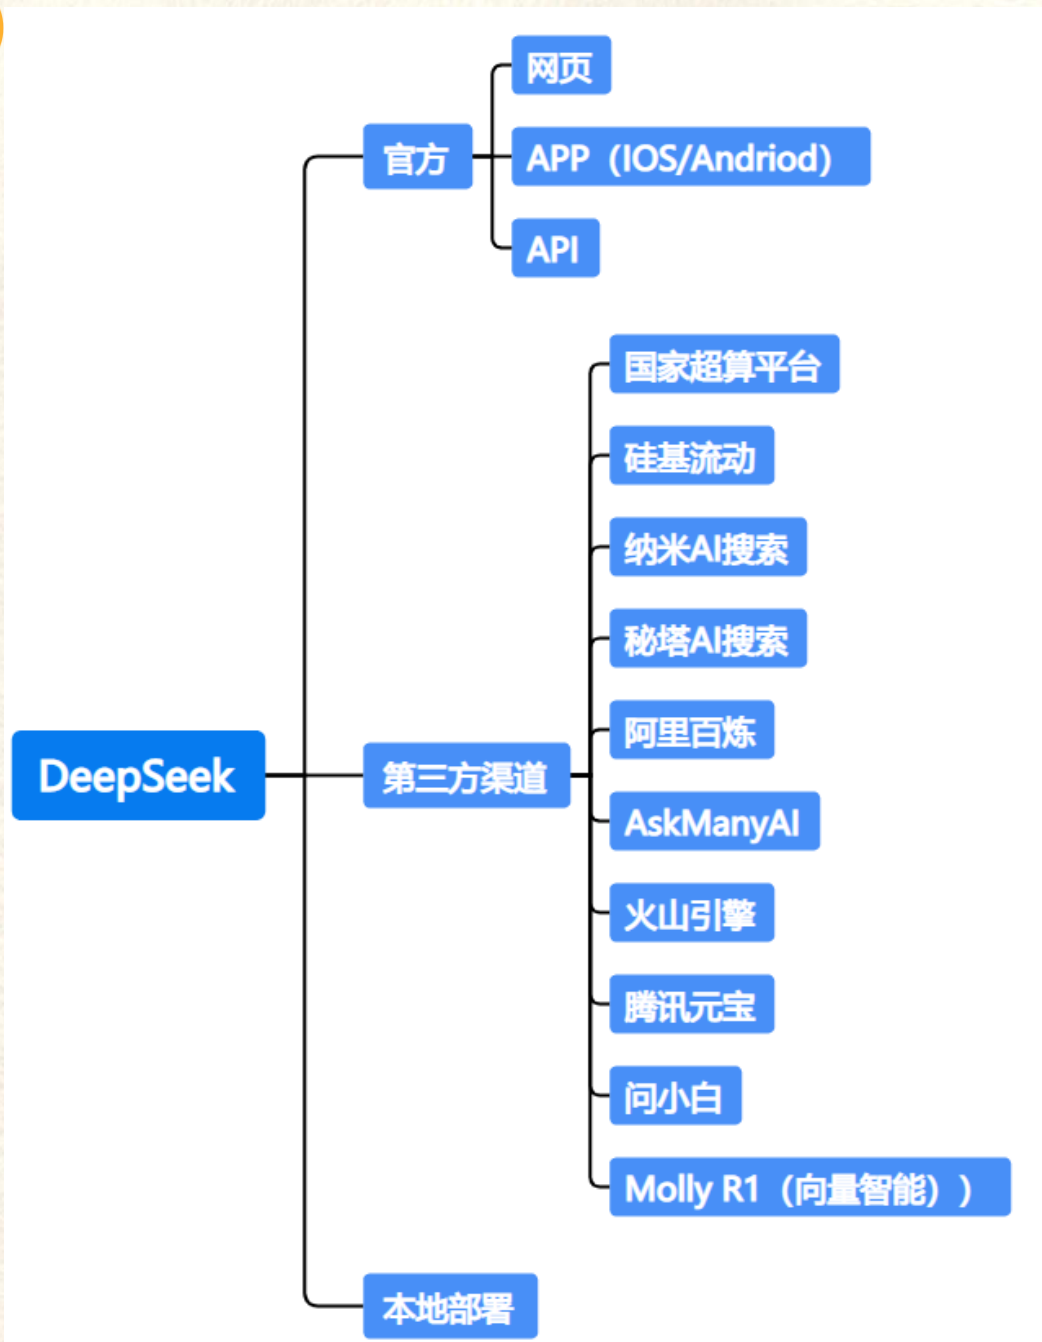 网页
官方
APP（IOS/Andriod）
API
国家超算平台
硅基流动
纳米AI搜索
秘塔AI搜索
阿里百炼
DeepSeek
第三方渠道
AskManyAI
火山引擎
腾讯元宝
问小白
Molly R1（向量智能））
本地部署